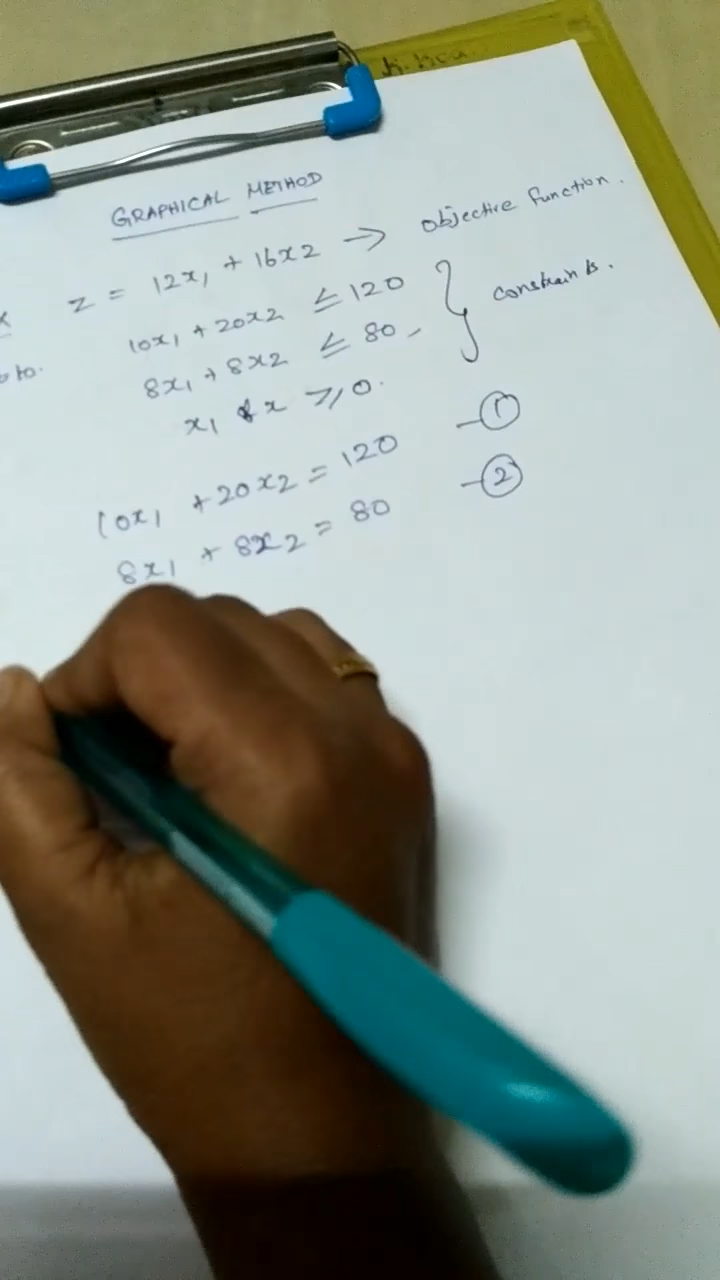 GRAPHICAL METHOD
Z = 12x1 + 16x2 → Objective function.
10x1 + 20x2 ≤ 120
8x1 + 8x2 ≤ 80 } constraints.
to.
x1 & x ≥ 0.
10x1 + 20x2 = 120 —①
8x1 + 8x2 = 80 —②